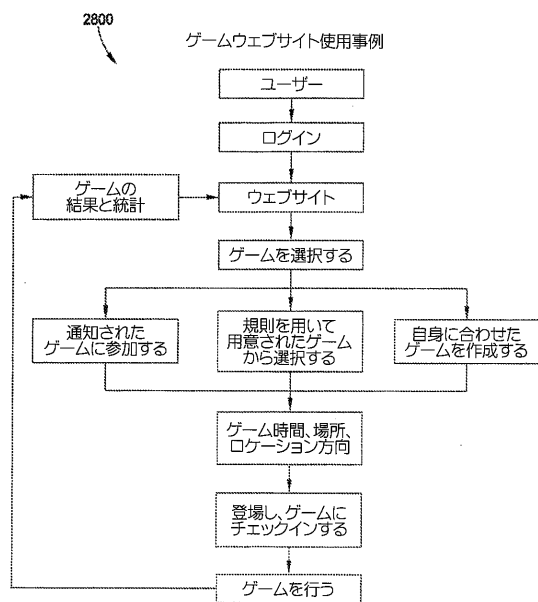 2800
ゲームウェブサイト使用事例
ユーザー
ログイン
ゲームの
結果と統計
ウェブサイト
ゲームを選択する
通知された
ゲームに参加する
規則を用いて
用意されたゲーム
から選択する
自身に合わせた
ゲームを作成する
ゲーム時間、場所、
ロケーション方向
登場し、ゲームに
チェックインする
ゲームを行う